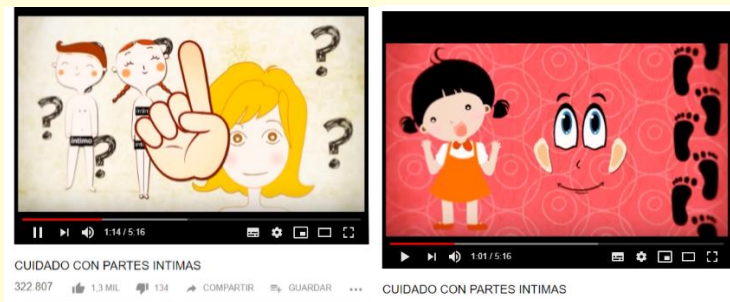 ?
?
?
?
intimo
1:14 / 5:16
CUIDADO CON PARTES INTIMAS
322 807 1,3 MIL 134 COMPARTIR GUARDAR ...
1:01 / 5:16
CUIDADO CON PARTES INTIMAS